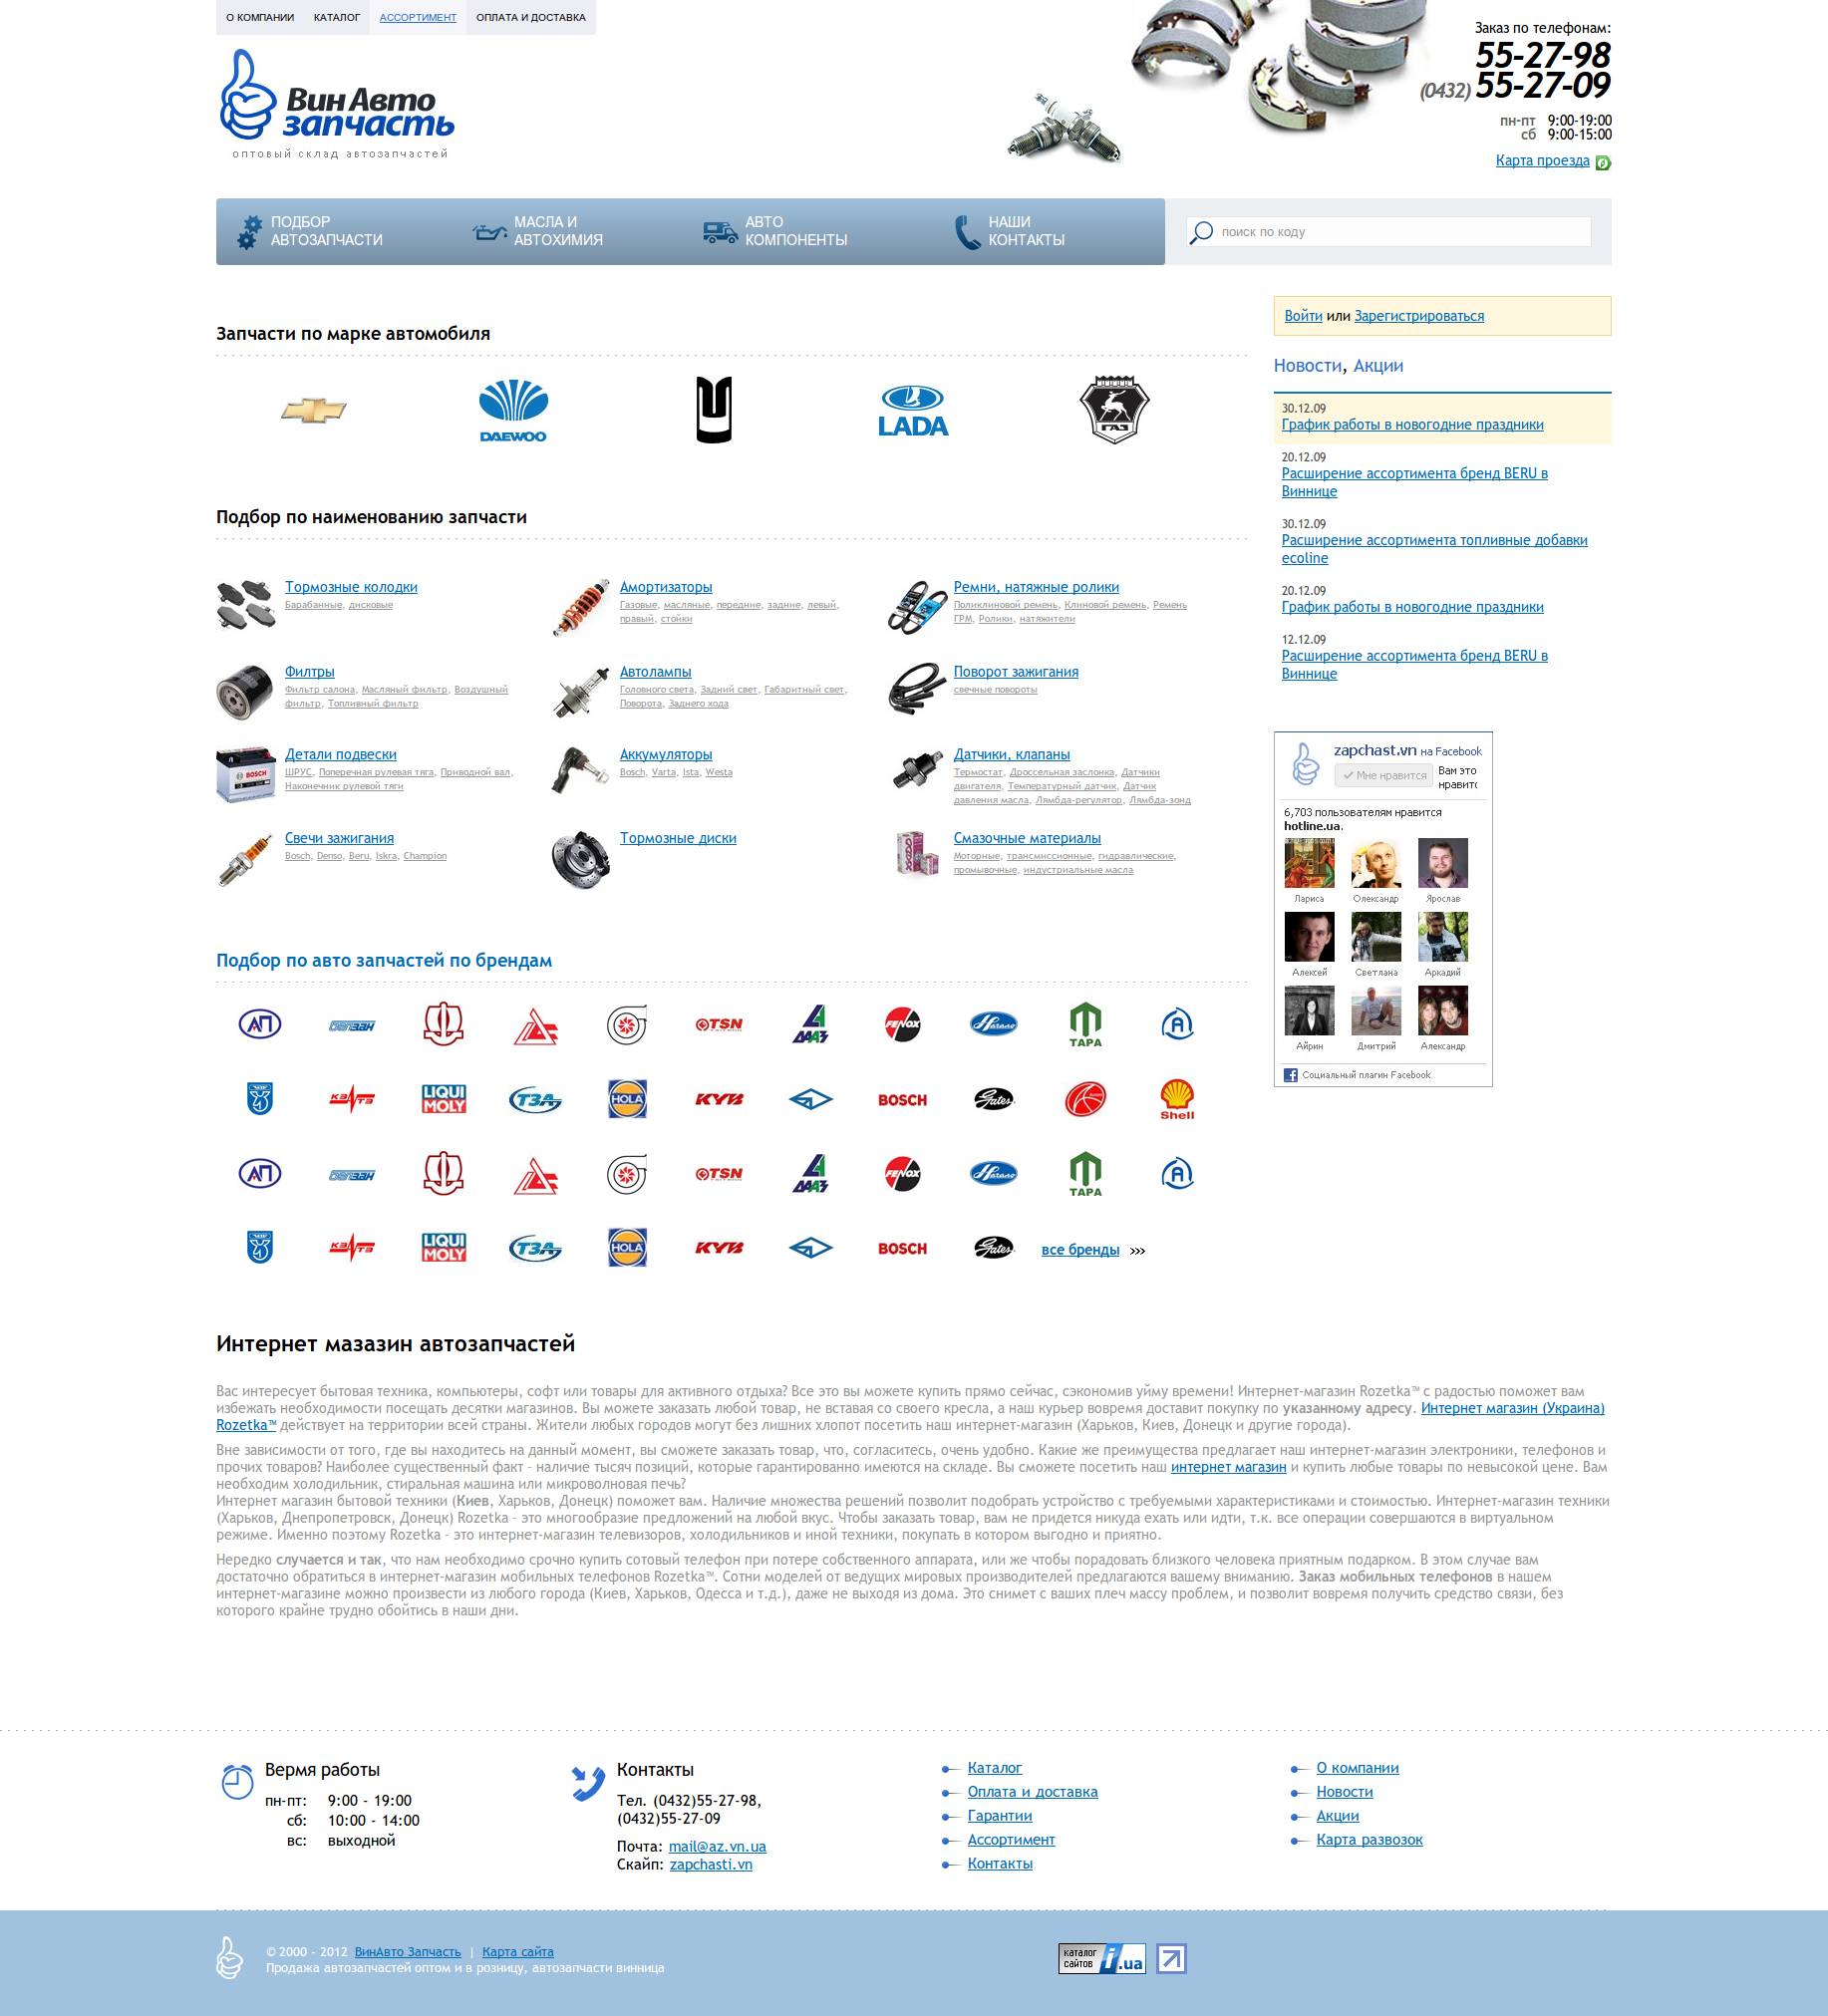 О КОМПАНИИ КАТАЛОГ АССОРТИМЕНТ ОПЛАТА И ДОСТАВКА
Вин Авто
запчасть
оптовый склад автозапчастей
Заказ по телефонам:
55-27-98
(0432) 55-27-09
пн-пт 9:00-19:00
сб 9:00-15:00
Карта проезда
ПОДБОР
АВТОЗАПЧАСТИ
МАСЛА И
АВТОХИМИЯ
АВТО
КОМПОНЕНТЫ
НАШИ
КОНТАКТЫ
поиск по коду
Запчасти по марке автомобиля
DAEWOO
LADA
ГАЗ
Войти или Зарегистрироваться
Новости, Акции
30.12.09
График работы в новогодние праздники
20.12.09
Расширение ассортимента бренд BERU в
Виннице
30.12.09
Расширение ассортимента топливные добавки
ecoline
20.12.09
График работы в новогодние праздники
12.12.09
Расширение ассортимента бренд BERU в
Виннице
Подбор по наименованию запчасти
Тормозные колодки
Барабанные, дисковые
Амортизаторы
Газовые, масляные, передние, задние, левый,
правый, стойки
Ремни, натяжные ролики
Поликлиновой ремень, Клиновой ремень, Ремень
ГРМ, Ролики, натяжители
Филтры
Фильтр салона, Масляный фильтр, Воздушный
фильтр, Топливный фильтр
Автолампы
Головного света, Задний свет, Габаритный свет,
Поворота, Заднего хода
Поворот зажигания
свечные повороты
BOSCH
Детали подвески
ШРУС, Поперечная рулевая тяга, Приводной вал,
Наконечник рулевой тяги
Аккумуляторы
Bosch, Varta, Ista, Westa
Датчики, клапаны
Термостат, Дроссельная заслонка, Датчики
двигателя, Температурный датчик, Датчик
давления масла, Лямбда-регулятор, Лямбда-зонд
Свечи зажигания
Bosch, Denso, Beru, Iskra, Champion
Тормозные диски
Смазочные материалы
Моторные, трансмиссионные, гидравлические,
промывочные, индустриальные масла
zapchast.vn на Facebook
Мне нравится
Вам это
нравитс
6,703 пользователям нравится
hotline.ua.
Лариса Олександр Ярослав
Алексей Светлана Аркадий
Айрин Дмитрий Александр
Социальный плагин Facebook
Подбор по авто запчастей по брендам
АП БЕЛЗАН TSN ДААЗ FENOX Пегас ТАРА А
КЗАТЭ LIQUI MOLY ТЗА HOLA KYB BOSCH Gates Shell
АП БЕЛЗАН TSN ДААЗ FENOX Пегас ТАРА А
КЗАТЭ LIQUI MOLY ТЗА HOLA KYB BOSCH Gates
все бренды
Интернет мазазин автозапчастей
Вас интересует бытовая техника, компьютеры, софт или товары для активного отдыха? Все это вы можете купить прямо сейчас, сэкономив уйму времени! Интернет-магазин Rozetka™ с радостью поможет вам
избежать необходимости посещать десятки магазинов. Вы можете заказать любой товар, не вставая со своего кресла, а наш курьер вовремя доставит покупку по указанному адресу. Интернет магазин (Украина)
Rozetka™ действует на территории всей страны. Жители любых городов могут без лишних хлопот посетить наш интернет-магазин (Харьков, Киев, Донецк и другие города).
Вне зависимости от того, где вы находитесь на данный момент, вы сможете заказать товар, что, согласитесь, очень удобно. Какие же преимущества предлагает наш интернет-магазин электроники, телефонов и
прочих товаров? Наиболее существенный факт - наличие тысяч позиций, которые гарантированно имеются на складе. Вы сможете посетить наш интернет магазин и купить любые товары по невысокой цене. Вам
необходим холодильник, стиральная машина или микроволновая печь?
Интернет магазин бытовой техники (Киев, Харьков, Донецк) поможет вам. Наличие множества решений позволит подобрать устройство с требуемыми характеристиками и стоимостью. Интернет-магазин техники
(Харьков, Днепропетровск, Донецк) Rozetka - это многообразие предложений на любой вкус. Чтобы заказать товар, вам не придется никуда ехать или идти, т.к. все операции совершаются в виртуальном
режиме. Именно поэтому Rozetka - это интернет-магазин телевизоров, холодильников и иной техники, покупать в котором выгодно и приятно.
Нередко случается и так, что нам необходимо срочно купить сотовый телефон при потере собственного аппарата, или же чтобы порадовать близкого человека приятным подарком. В этом случае вам
достаточно обратиться в интернет-магазин мобильных телефонов Rozetka™. Сотни моделей от ведущих мировых производителей предлагаются вашему вниманию. Заказ мобильных телефонов в нашем
интернет-магазине можно произвести из любого города (Киев, Харьков, Одесса и т.д.), даже не выходя из дома. Это снимет с ваших плеч массу проблем, и позволит вовремя получить средство связи, без
которого крайне трудно обойтись в наши дни.
Вермя работы
пн-пт: 9:00 - 19:00
сб: 10:00 - 14:00
вс: выходной
Контакты
Тел. (0432)55-27-98,
(0432)55-27-09
Почта: mail@az.vn.ua
Скайп: zapchasti.vn
Каталог
Оплата и доставка
Гарантии
Ассортимент
Контакты
О компании
Новости
Акции
Карта развозок
© 2000 - 2012 ВинАвто Запчасть | Карта сайта
Продажа автозапчастей оптом и в розницу, автозапчасти винница
каталог
сайтов
i.ua